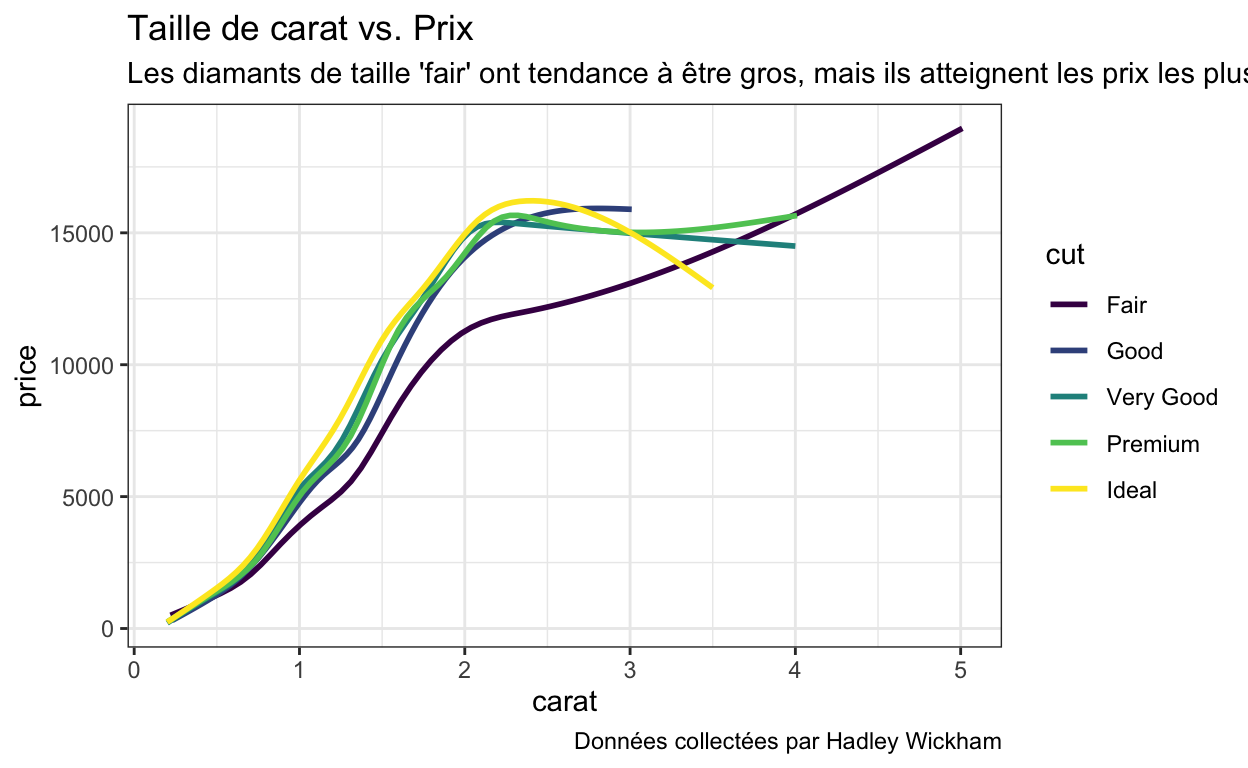 Taille de carat vs. Prix
Les diamants de taille 'fair' ont tendance à être gros, mais ils atteignent les prix les plus
15000
10000
5000
0
price
0 1 2 3 4 5
carat
cut
Fair
Good
Very Good
Premium
Ideal
Données collectées par Hadley Wickham